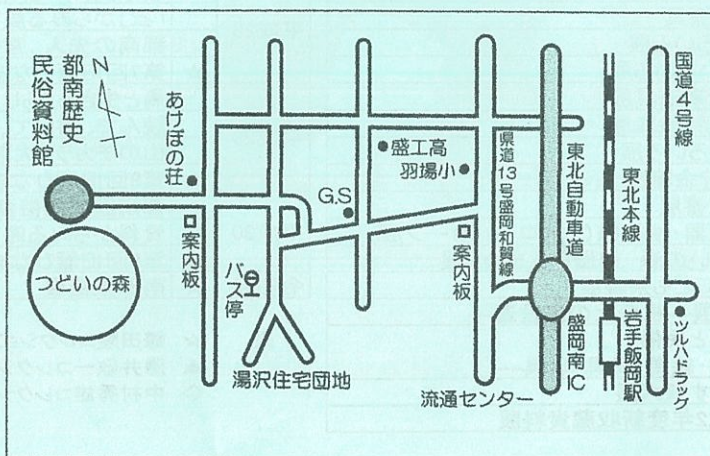 都南歴史
民俗資料館
N
つどいの森
あけぼの荘
案内板
バス停
湯沢住宅団地
G.S
盛工高
羽場小
案内板
県道13号盛岡和賀線
流通センター
東北自動車道
盛岡南IC
東北本線
岩手飯岡駅
国道4号線
ツルハドラッグ